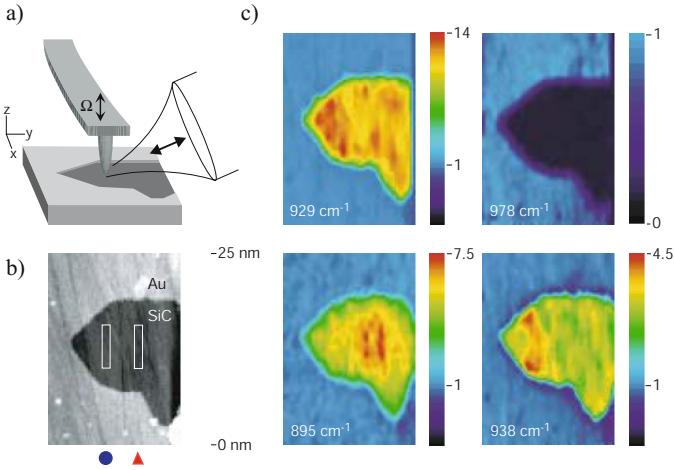 a)
Ω
z
y
x
b)
-25 nm
Au
SiC
-0 nm
c)
929 cm-1
-14
-1
978 cm-1
-1
-0
895 cm-1
-7.5
-1
938 cm-1
-4.5
-1